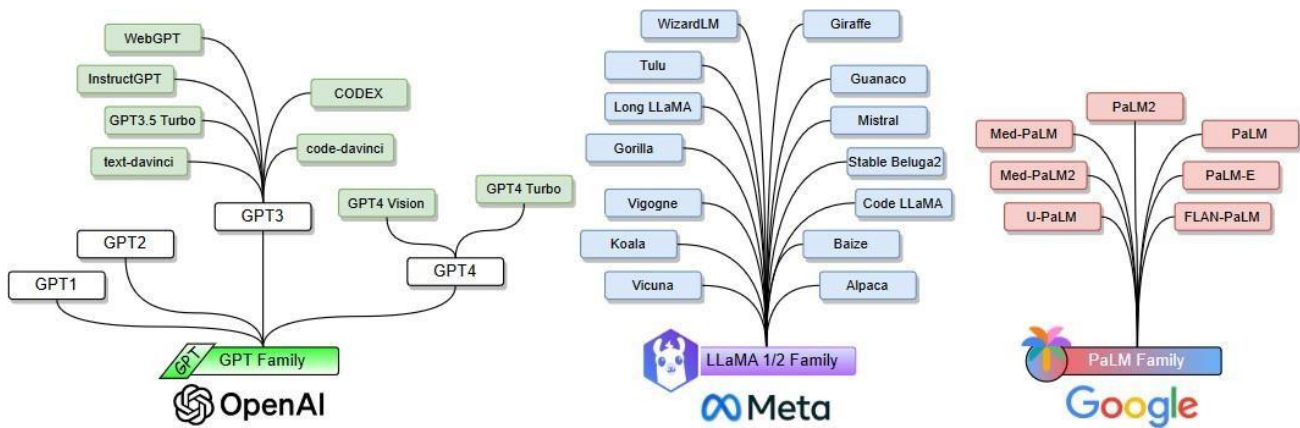 WebGPT
InstructGPT
GPT3.5 Turbo
text-davinci
CODEX
code-davinci
GPT3
GPT4 Vision
GPT4 Turbo
GPT2
GPT1
GPT4
GPT
GPT Family
OpenAI
WizardLM
Giraffe
Tulu
Guanaco
Long LLaMA
Mistral
Gorilla
Stable Beluga2
Vigogne
Code LLaMA
Koala
Baize
Vicuna
Alpaca
LLaMA 1/2 Family
Meta
PaLM2
Med-PaLM
PaLM
Med-PaLM2
PaLM-E
U-PaLM
FLAN-PaLM
PaLM Family
Google